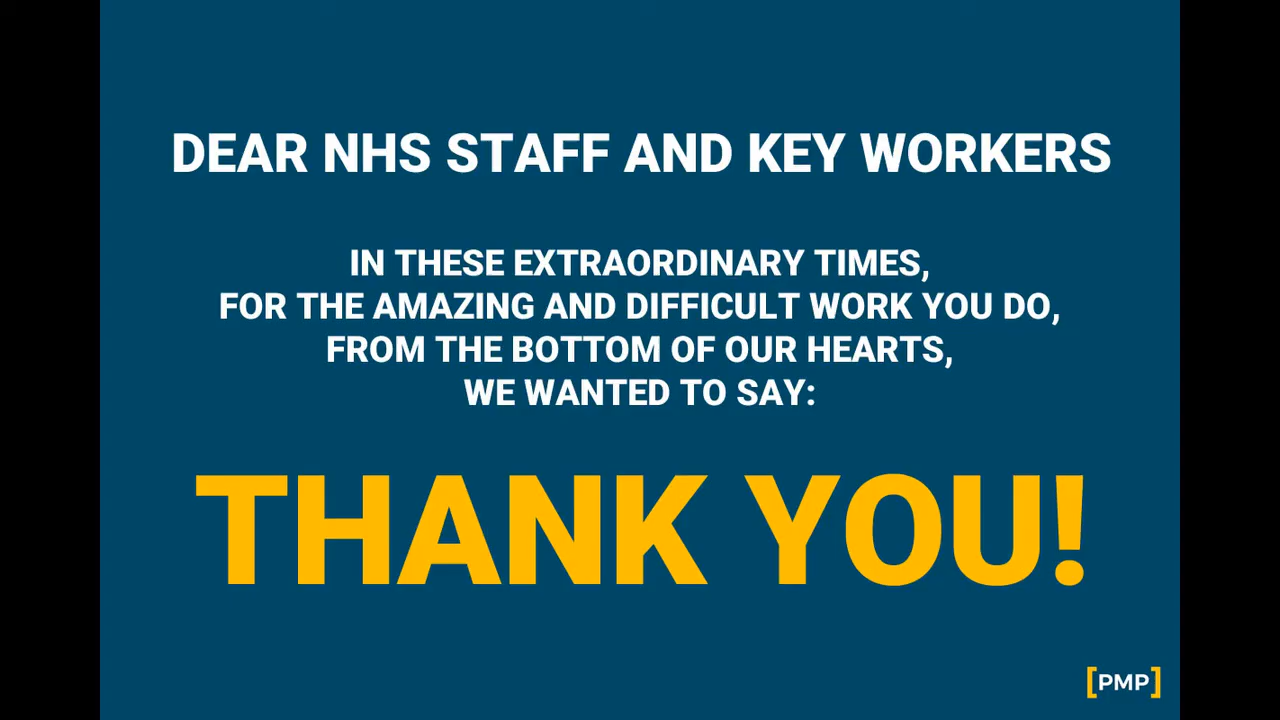 DEAR NHS STAFF AND KEY WORKERS
IN THESE EXTRAORDINARY TIMES,
FOR THE AMAZING AND DIFFICULT WORK YOU DO,
FROM THE BOTTOM OF OUR HEARTS,
WE WANTED TO SAY:
THANK YOU!
[PMP]